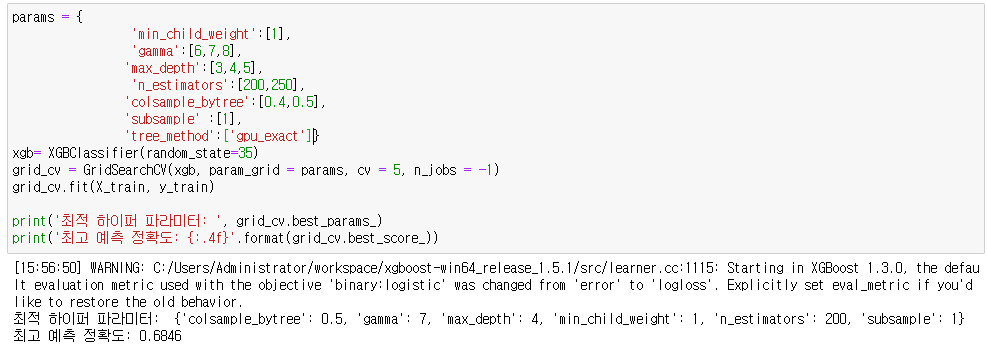 params = {
'min_child_weight':[1],
'gamma':[6,7,8],
'max_depth':[3,4,5],
'n_estimators':[200,250],
'colsample_bytree':[0.4,0.5],
'subsample' :[1],
'tree_method':['gpu_exact']}
xgb= XGBClassifier(random_state=35)
grid_cv = GridSearchCV(xgb, param_grid = params, cv = 5, n_jobs = -1)
grid_cv.fit(X_train, y_train)
print('최적 하이퍼 파라미터: ', grid_cv.best_params_)
print('최고 예측 정확도: {:.4f}'.format(grid_cv.best_score_))
[15:56:50] WARNING: C:/Users/Administrator/workspace/xgboost-win64_release_1.5.1/src/learner.cc:1115: Starting in XGBoost 1.3.0, the defau
lt evaluation metric used with the objective 'binary:logistic' was changed from 'error' to 'logloss'. Explicitly set eval_metric if you'd
like to restore the old behavior.
최적 하이퍼 파라미터:  {'colsample_bytree': 0.5, 'gamma': 7, 'max_depth': 4, 'min_child_weight': 1, 'n_estimators': 200, 'subsample': 1}
최고 예측 정확도: 0.6846